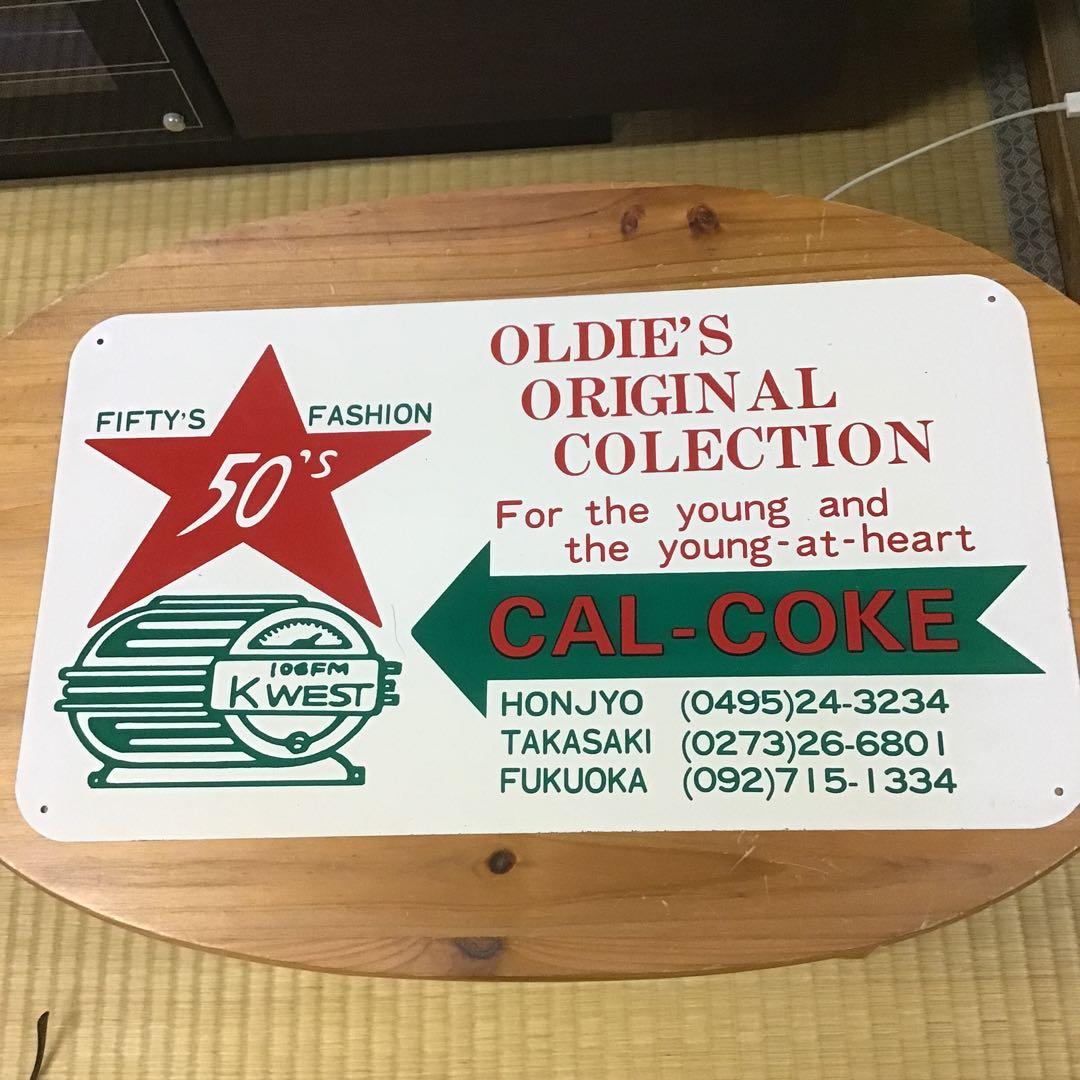 FIFTY'S FASHION
50's
106FM
K WEST
OLDIE'S
ORIGINAL
COLECTION
For the young and
the young-at-heart
CAL-COKE
HONJYO (0495)24-3234
TAKASAKI (0273)26-6801
FUKUOKA (092)715-1334